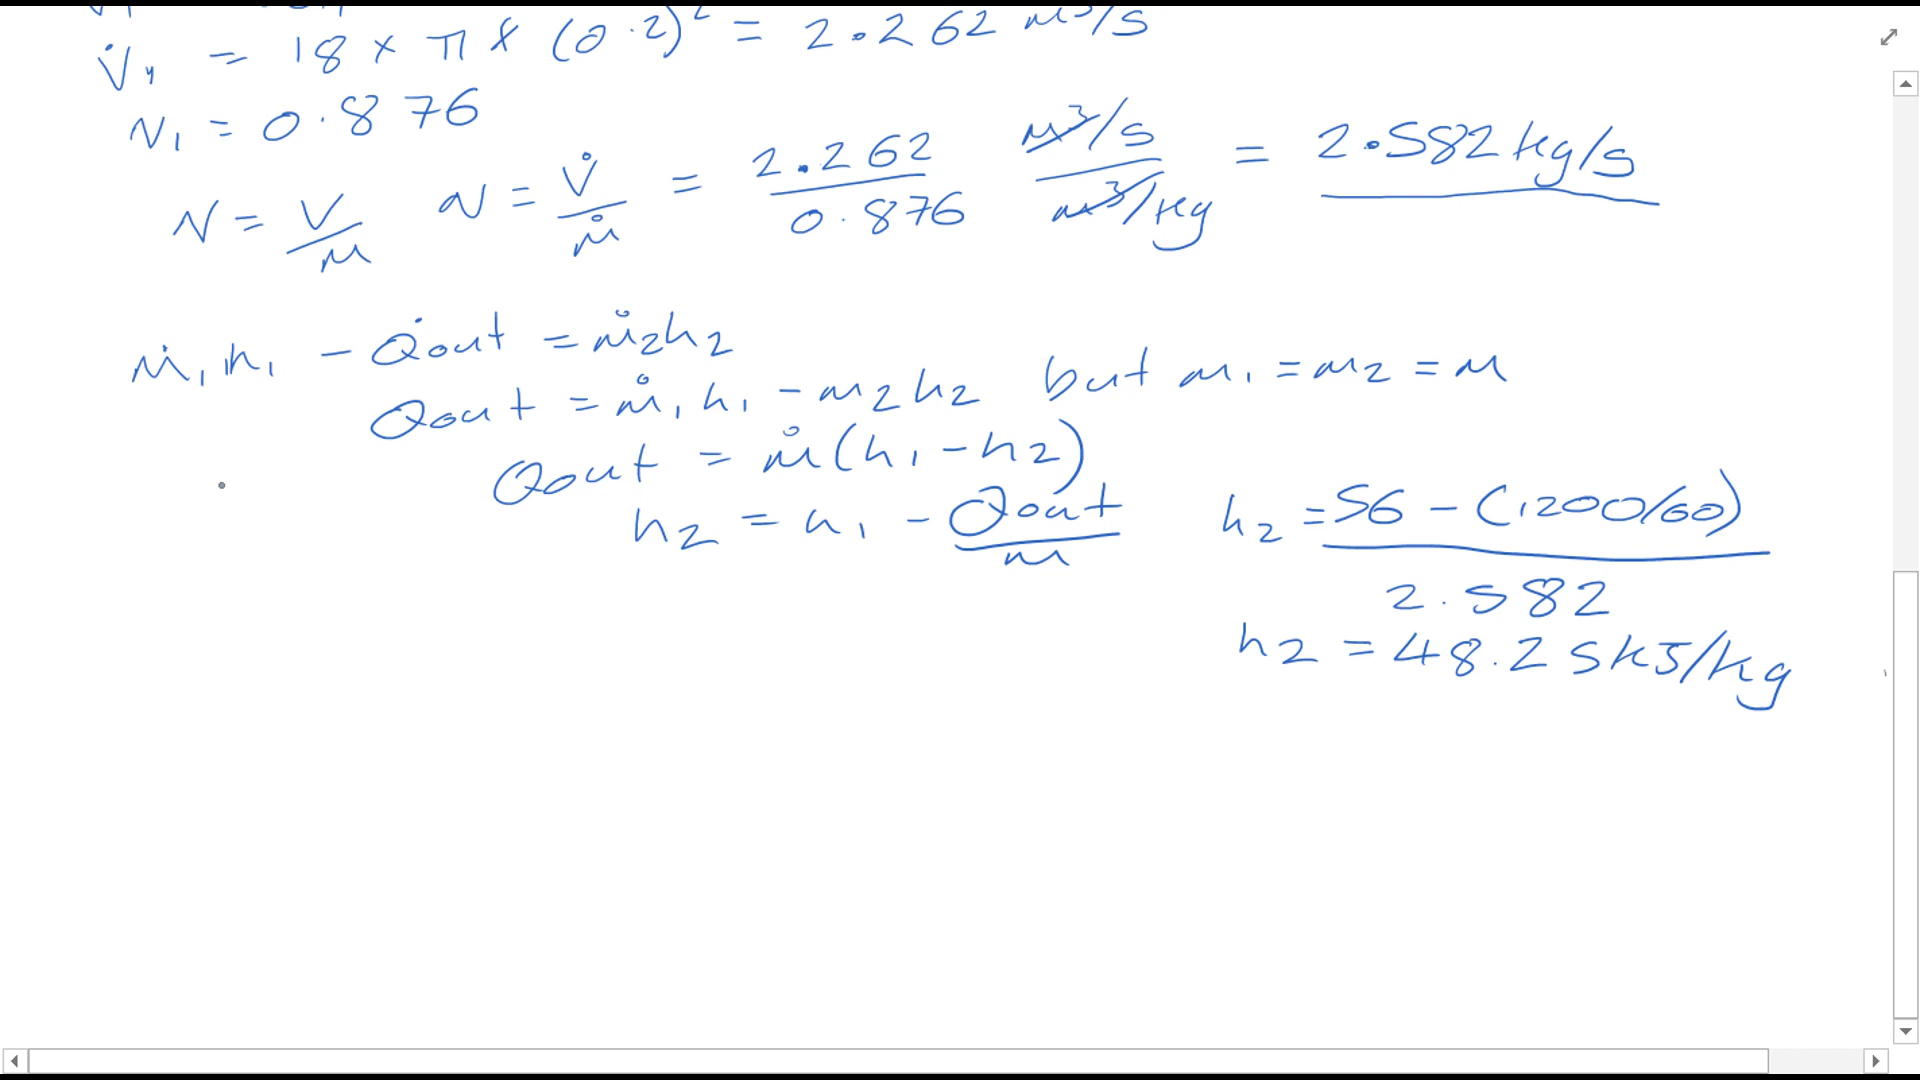 V̇₁ = 18 × π × (0.2)² = 2.262 m³/s
v₁ = 0.876
v = V/m v = V̇/ṁ = 2.262/0.876 m³/s / m³/kg = 2.582 kg/s
ṁ₁h₁ - Q̇out = ṁ₂h₂
Qout = ṁ₁h₁ - m₂h₂ but m₁ = m₂ = m
Qout = ṁ(h₁ - h₂)
h₂ = h₁ - Qout/m h₂ = 56 - (1200/60) / 2.582
h₂ = 48.25kJ/kg